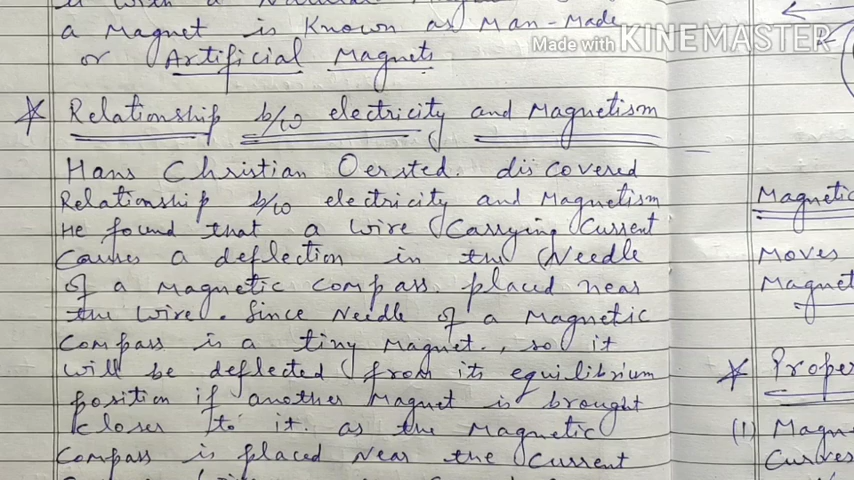 a Magnet is Known as Man-Made
or Artificial Magnets
Made with KINEMASTER
* Relationship b/w electricity and Magnetism
Hans Christian Oersted. discovered
Relationship b/w electricity and Magnetism
He found that a wire Carrying Current
Causes a deflection in the Needle
of a Magnetic Compass. placed near
the wire. Since Needle of a Magnetic
Compass is a tiny Magnet., so it
will be deflected from its equilibrium
position if another Magnet is brought
closer to it. as the Magnetic
Compass is placed Near the Current
Magnetic
Moves
Magnet
* Proper
(1) Magn
Curves